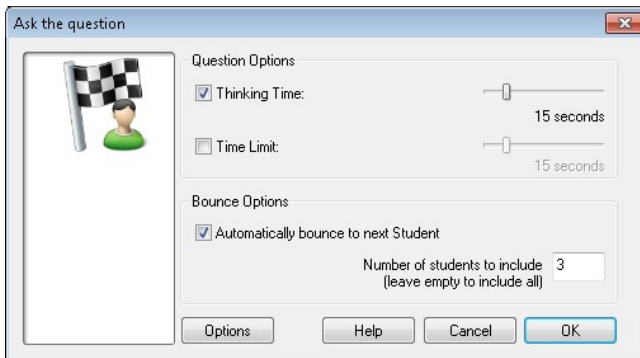 Ask the question
Question Options
Thinking Time:
15 seconds
Time Limit:
15 seconds
Bounce Options
Automatically bounce to next Student
Number of students to include 3
(leave empty to include all)
Options Help Cancel OK